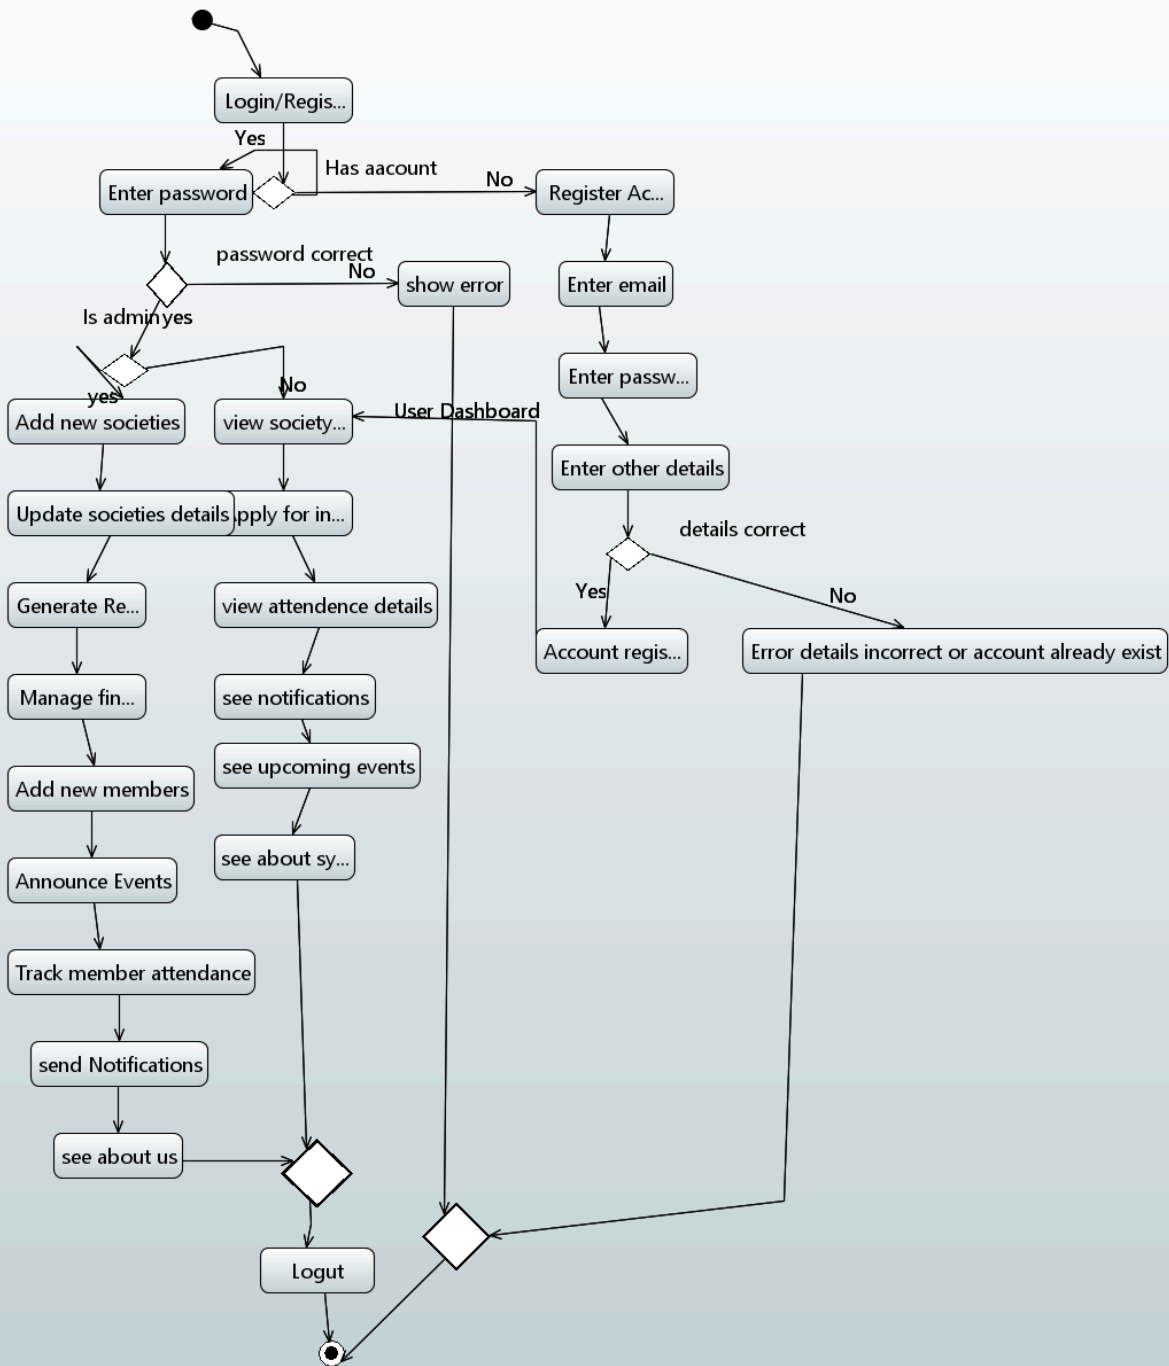 Login/Regis...
Yes
Has aacount
Enter password
No
Register Ac...
password correct
No
show error
Enter email
Is admin
yes
Enter passw...
yes
No
User Dashboard
Add new societies
view society...
Enter other details
Update societies details
pply for in...
details correct
Yes
No
Generate Re...
view attendence details
Account regis...
Error details incorrect or account already exist
Manage fin...
see notifications
see upcoming events
Add new members
see about sy...
Announce Events
Track member attendance
send Notifications
see about us
Logut